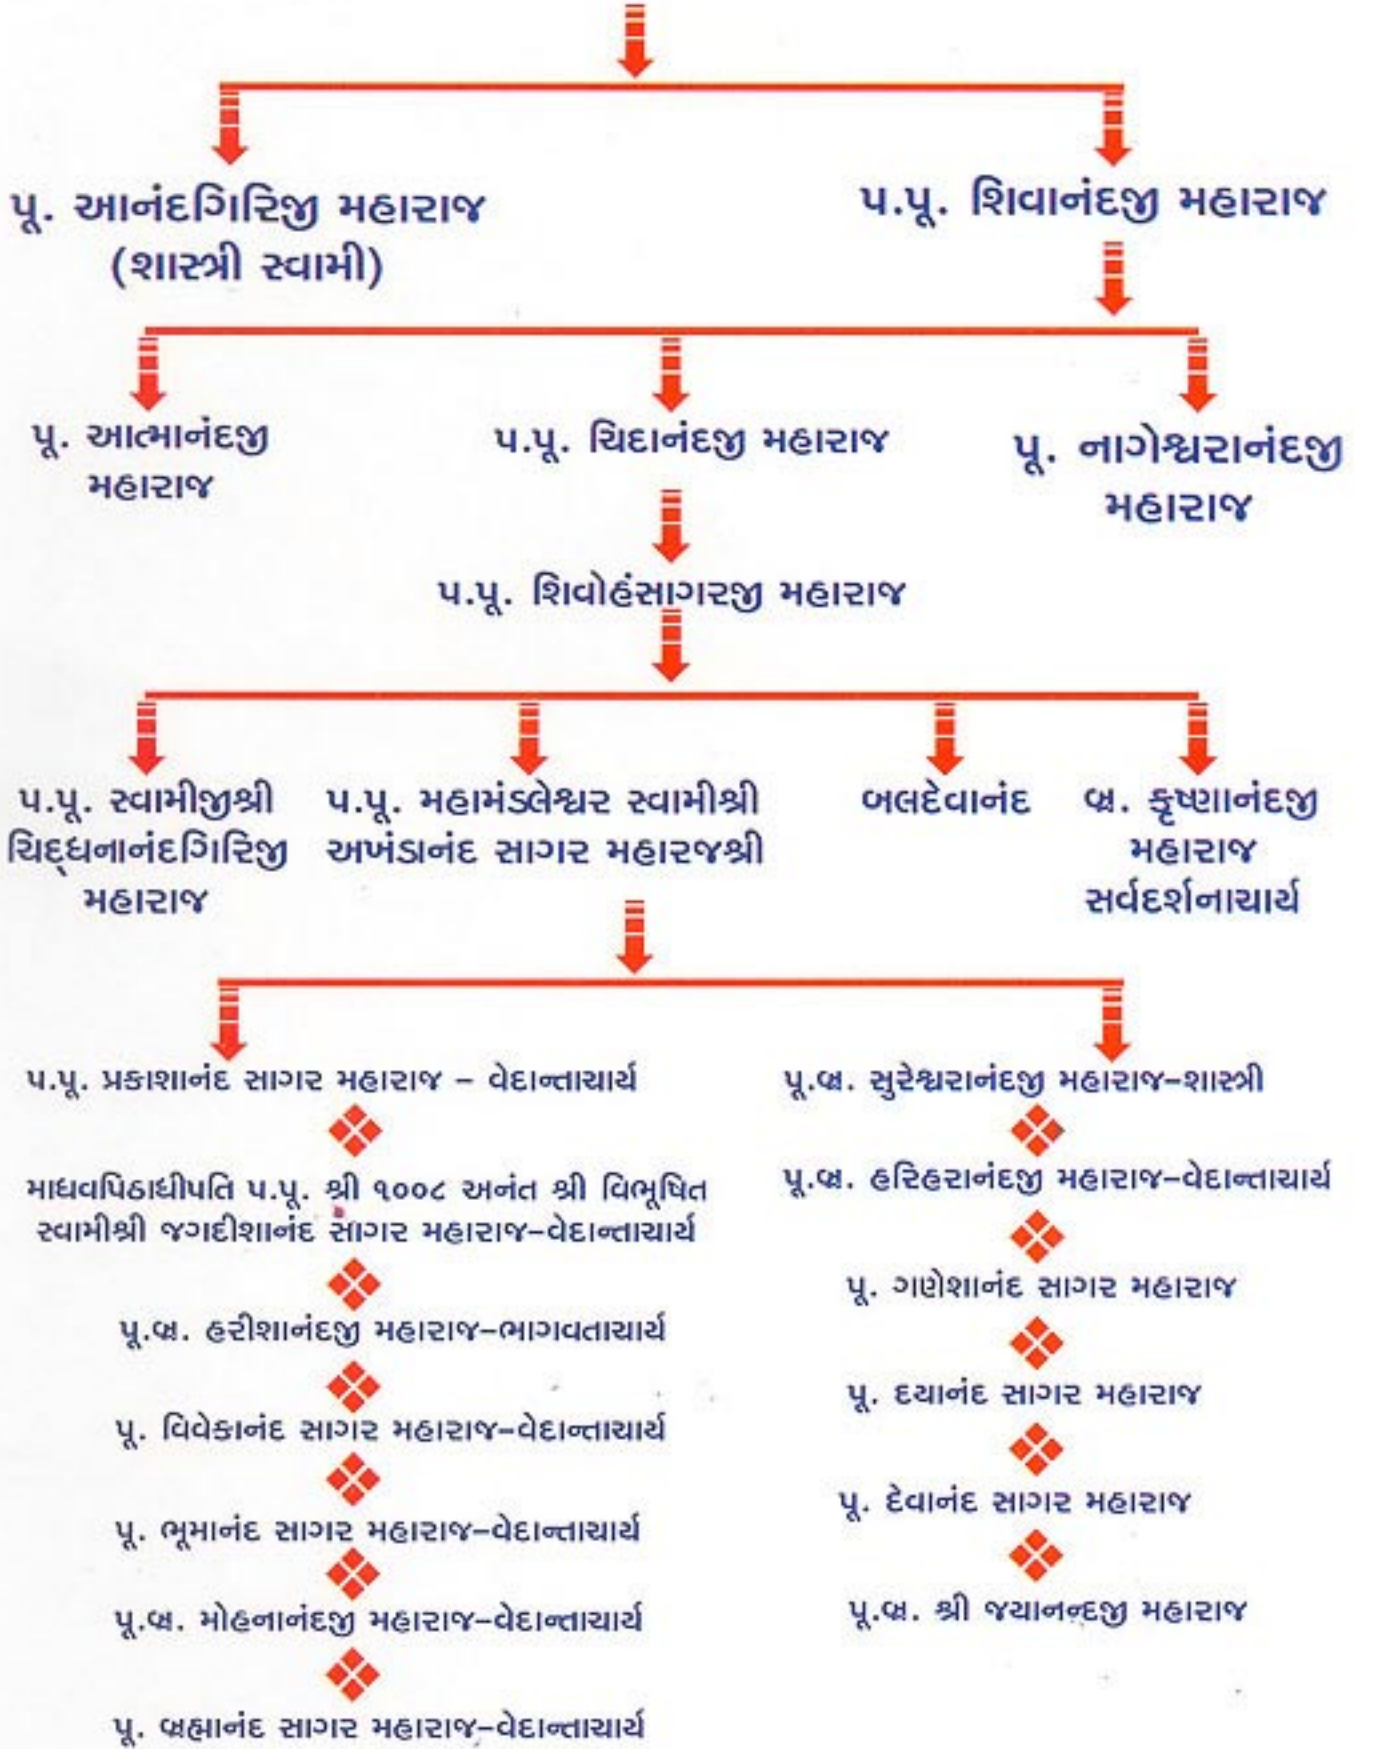 પૂ. આનંદગિરિજી મહારાજ
(શાસ્ત્રી સ્વામી)
પ.પૂ. શિવાનંદજી મહારાજ
પૂ. આત્માનંદજી
મહારાજ
પ.પૂ. ચિદાનંદજી મહારાજ
પૂ. નાગેશ્વરાનંદજી
મહારાજ
પ.પૂ. શિવોહંસાગરજી મહારાજ
પ.પૂ. સ્વામીજીશ્રી
ચિદ્ઘનાનંદગિરિજી
મહારાજ
પ.પૂ. મહામંડલેશ્વર સ્વામીશ્રી
અખંડાનંદ સાગર મહારજશ્રી
બલદેવાનંદ
બ્ર. કૃષ્ણાનંદજી
મહારાજ
સર્વદર્શનાચાર્ય
પ.પૂ. પ્રકાશાનંદ સાગર મહારાજ - વેદાન્તાચાર્ય
માધવપિઠાધીપતિ પ.પૂ. શ્રી ૧૦૦૮ અનંત શ્રી વિભૂષિત
સ્વામીશ્રી જગદીશાનંદ સાગર મહારાજ-વેદાન્તાચાર્ય
પૂ.બ્ર. હરીશાનંદજી મહારાજ-ભાગવતાચાર્ય
પૂ. વિવેકાનંદ સાગર મહારાજ-વેદાન્તાચાર્ય
પૂ. ભૂમાનંદ સાગર મહારાજ-વેદાન્તાચાર્ય
પૂ.બ્ર. મોહનાનંદજી મહારાજ-વેદાન્તાચાર્ય
પૂ. બ્રહ્માનંદ સાગર મહારાજ-વેદાન્તાચાર્ય
પૂ.બ્ર. સુરેશ્વરાનંદજી મહારાજ-શાસ્ત્રી
પૂ.બ્ર. હરિહરાનંદજી મહારાજ-વેદાન્તાચાર્ય
પૂ. ગણેશાનંદ સાગર મહારાજ
પૂ. દયાનંદ સાગર મહારાજ
પૂ. દેવાનંદ સાગર મહારાજ
પૂ.બ્ર. શ્રી જયાનન્દજી મહારાજ